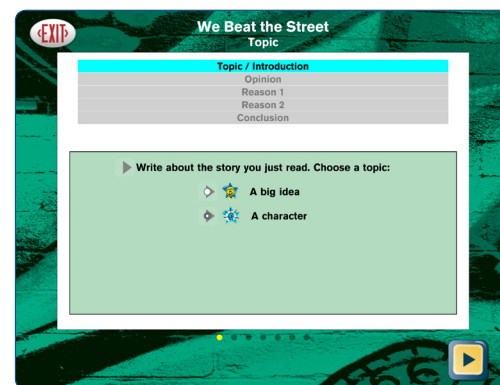 EXIT
We Beat the Street
Topic
Topic / Introduction
Opinion
Reason 1
Reason 2
Conclusion
Write about the story you just read. Choose a topic:
A big idea
A character